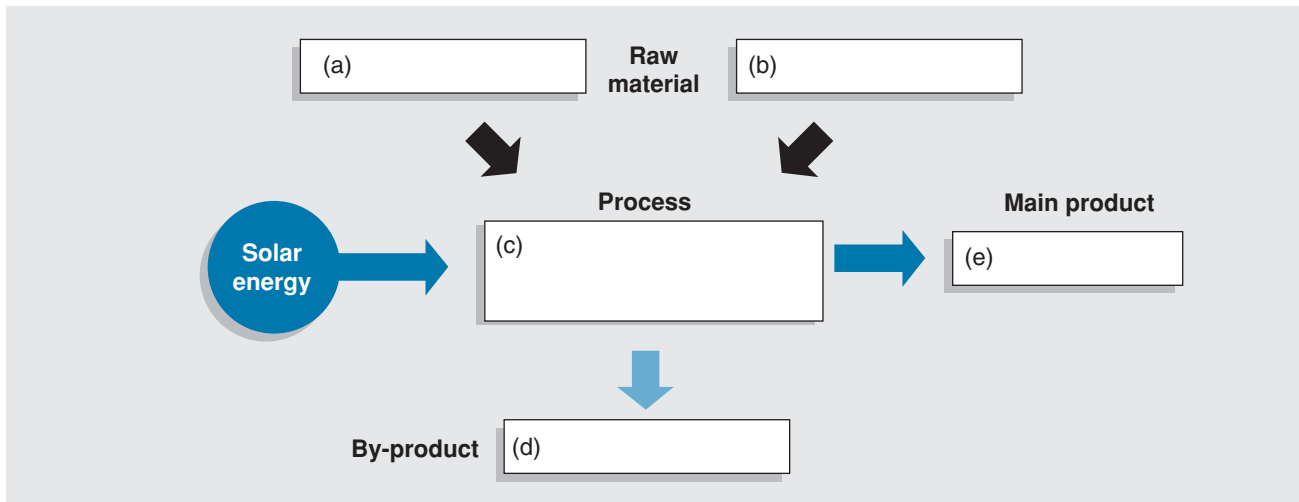 (a)
Raw
material
(b)
Process
Main product
Solar
energy
(c)
(e)
By-product
(d)